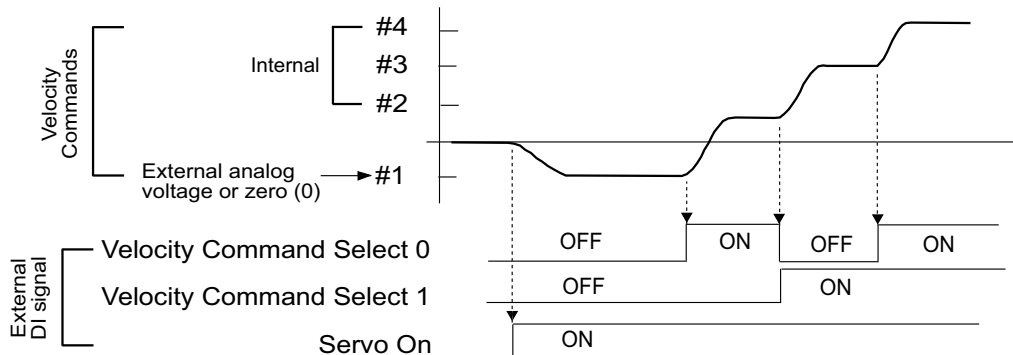 Velocity
Commands
Internal
#4
#3
#2
External analog
voltage or zero (0)
#1
External
DI signal
Velocity Command Select 0
OFF
ON
OFF
ON
Velocity Command Select 1
OFF
ON
Servo On
ON